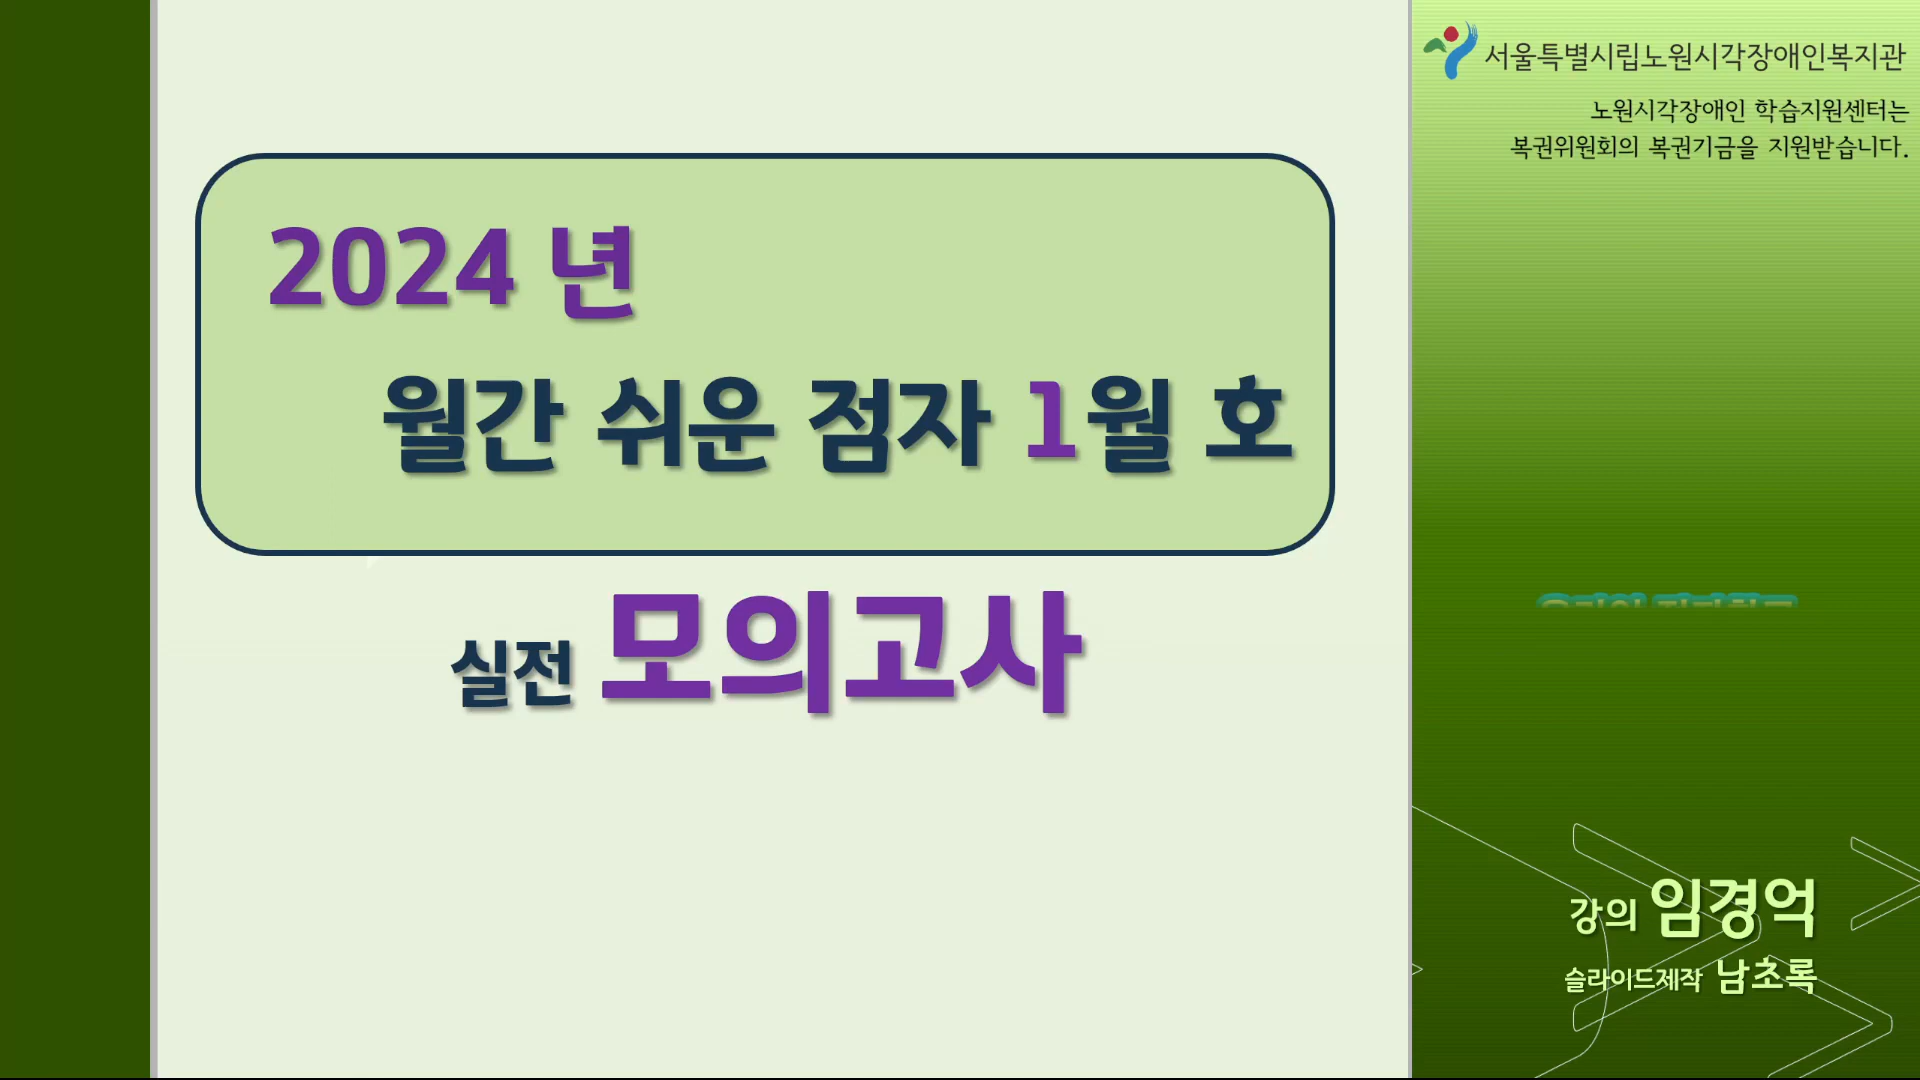 2024 년
월간 쉬운 점자 1월 호
실전 모의고사
서울특별시립노원시각장애인복지관
노원시각장애인 학습지원센터는
복권위원회의 복권기금을 지원받습니다.
강의 임경억
슬라이드제작 남초록